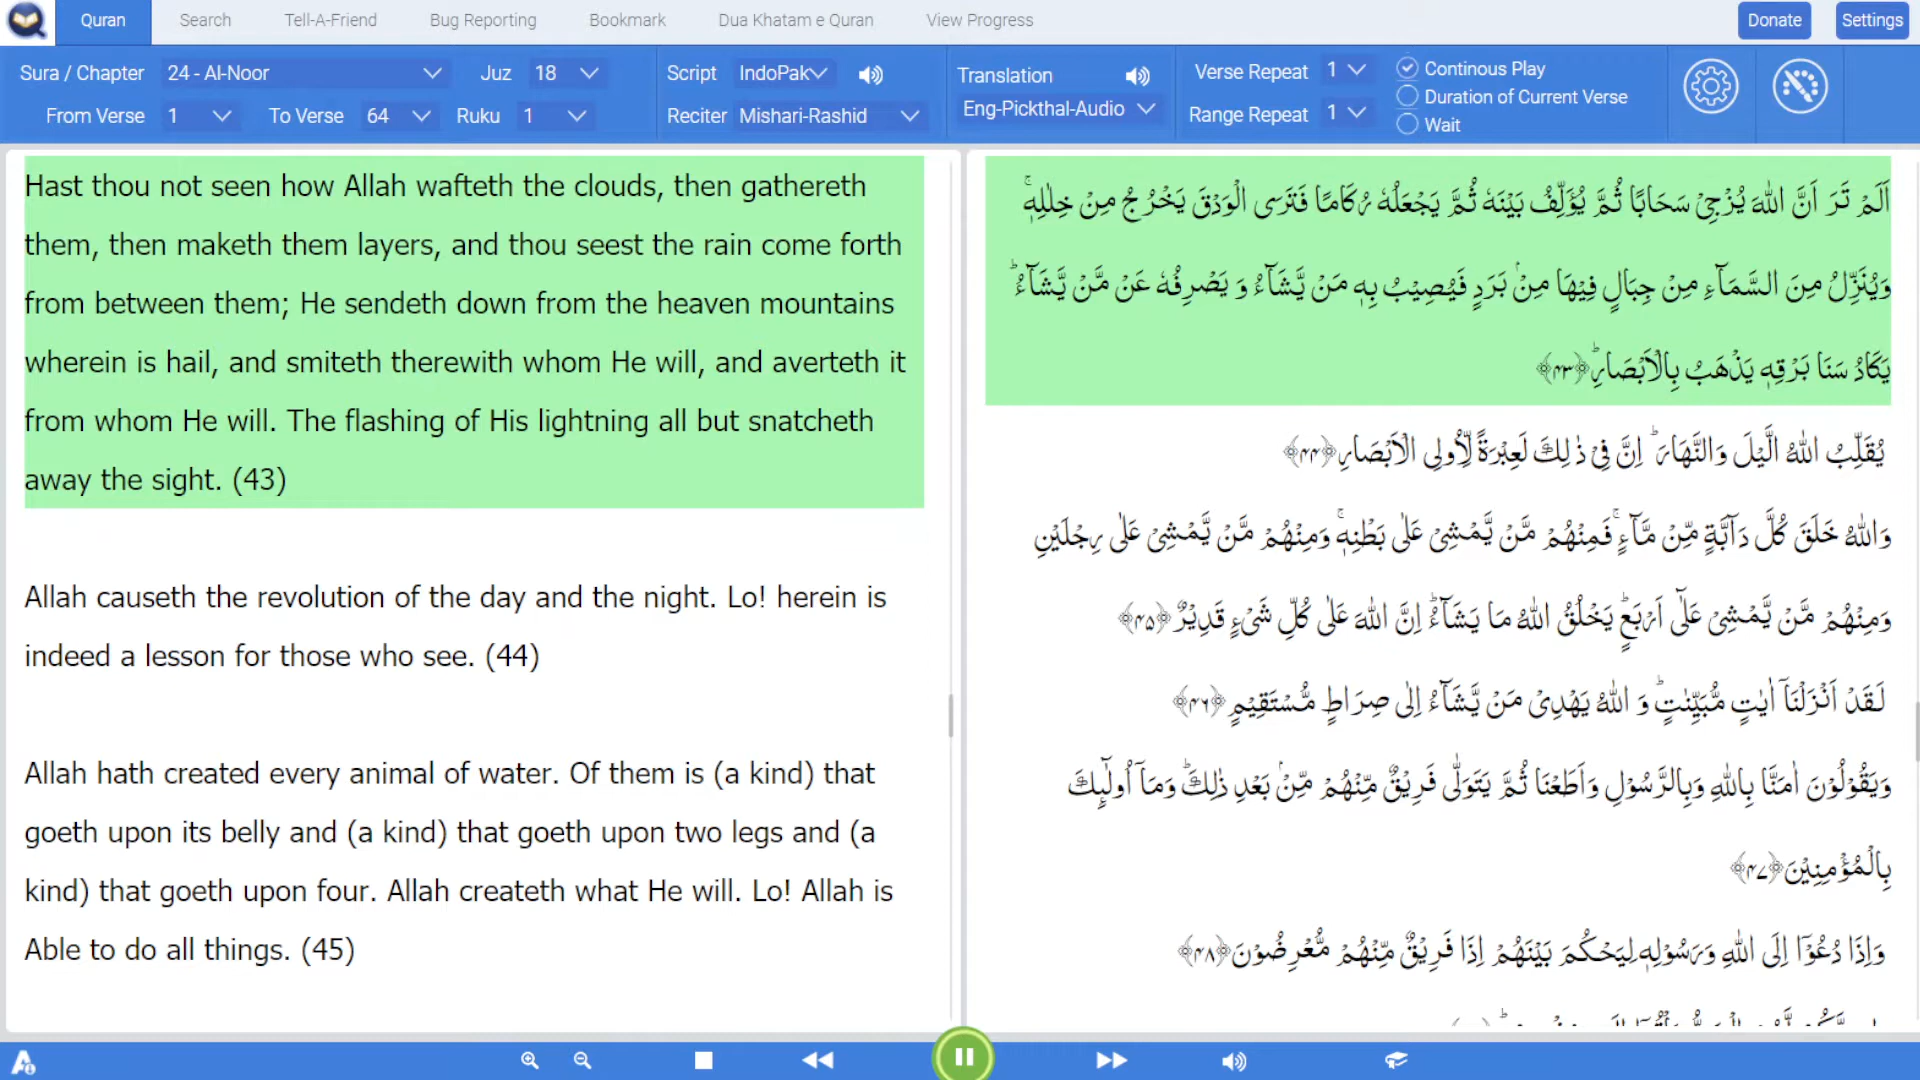 Quran Search Tell-A-Friend Bug Reporting Bookmark Dua Khatam e Quran View Progress Donate Settings
Sura / Chapter 24 - Al-Noor Juz 18 Script IndoPak Translation Verse Repeat 1 Continous Play
Eng-Pickthal-Audio Duration of Current Verse
From Verse 1 To Verse 64 Ruku 1 Reciter Mishari-Rashid Range Repeat 1 Wait
Hast thou not seen how Allah wafteth the clouds, then gathereth
them, then maketh them layers, and thou seest the rain come forth
from between them; He sendeth down from the heaven mountains
wherein is hail, and smiteth therewith whom He will, and averteth it
from whom He will. The flashing of His lightning all but snatcheth
away the sight. (43)
Allah causeth the revolution of the day and the night. Lo! herein is
indeed a lesson for those who see. (44)
Allah hath created every animal of water. Of them is (a kind) that
goeth upon its belly and (a kind) that goeth upon two legs and (a
kind) that goeth upon four. Allah createth what He will. Lo! Allah is
Able to do all things. (45)
اَلَمْ تَرَ اَنَّ اللّٰهَ يُزْجِىْ سَحَابًا ثُمَّ يُؤَلِّفُ بَيْنَهٗ ثُمَّ يَجْعَلُهٗ رُكَامًا فَتَرَى الْوَدْقَ يَخْرُجُ مِنْ خِلٰلِهٖ‌ۚ
وَيُنَزِّلُ مِنَ السَّمَآءِ مِنْ جِبَالٍ فِيْهَا مِنْۢ بَرَدٍ فَيُصِيْبُ بِهٖ مَنْ يَّشَآءُ وَ يَصْرِفُهٗ عَنْ مَّنْ يَّشَآءُ‌ؕ
يَكَادُ سَنَا بَرْقِهٖ يَذْهَبُ بِالْاَبْصَارِؕ‏﴿۴۳﴾
يُقَلِّبُ اللّٰهُ الَّيْلَ وَالنَّهَارَ‌ؕ اِنَّ فِىْ ذٰ لِكَ لَعِبْرَةً لِّاُولِى الْاَبْصَارِ‏﴿۴۴﴾
وَاللّٰهُ خَلَقَ كُلَّ دَآبَّةٍ مِّنْ مَّآءٍ‌ۚ فَمِنْهُمْ مَّنْ يَّمْشِىْ عَلٰى بَطْنِهٖ‌ۚ وَمِنْهُمْ مَّنْ يَّمْشِىْ عَلٰى رِجْلَيْنِ
وَمِنْهُمْ مَّنْ يَّمْشِىْ عَلٰٓى اَرْبَعٍ‌ؕ يَخْلُقُ اللّٰهُ مَا يَشَآءُ‌ؕ اِنَّ اللّٰهَ عَلٰى كُلِّ شَىْءٍ قَدِيْرٌ‏﴿۴۵﴾
لَـقَدْ اَنْزَلْنَاۤ اٰيٰتٍ مُّبَيِّنٰتٍ‌ؕ وَ اللّٰهُ يَهْدِىْ مَنْ يَّشَآءُ اِلٰى صِرَاطٍ مُّسْتَقِيْمٍ‏﴿۴۶﴾
وَيَقُوْلُوْنَ اٰمَنَّا بِاللّٰهِ وَبِالرَّسُوْلِ وَاَطَعْنَا ثُمَّ يَتَوَلّٰى فَرِيْقٌ مِّنْهُمْ مِّنْۢ بَعْدِ ذٰلِكَ‌ؕ وَمَاۤ اُولٰٓٮِٕكَ
بِالْمُؤْمِنِيْنَ‏﴿۴۷﴾
وَاِذَا دُعُوْۤا اِلَى اللّٰهِ وَرَسُوْلِهٖ لِيَحْكُمَ بَيْنَهُمْ اِذَا فَرِيْقٌ مِّنْهُمْ مُّعْرِضُوْنَ‏﴿۴۸﴾